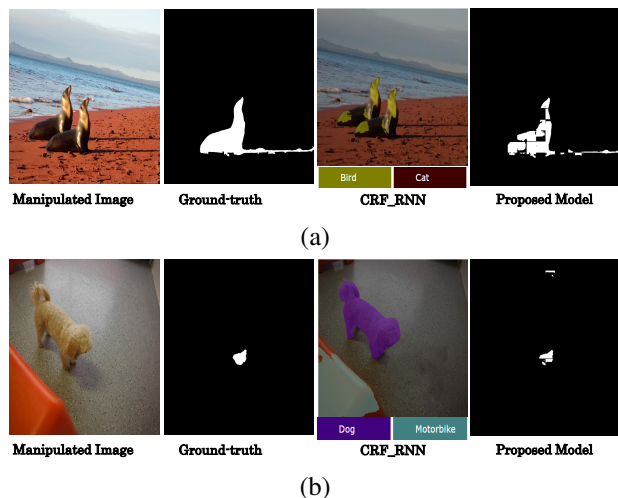 Bird Cat
Manipulated Image Ground-truth CRF_RNN Proposed Model
(a)
Dog Motorbike
Manipulated Image Ground-truth CRF_RNN Proposed Model
(b)